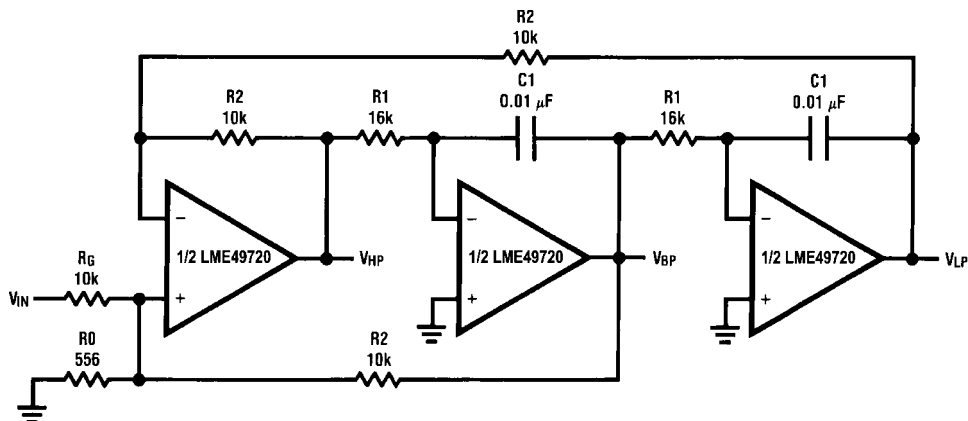 R2
10k
R2
10k
R1
16k
C1
0.01 μF
R1
16k
C1
0.01 μF
−
1/2 LME49720
+
VHP
−
1/2 LME49720
+
VBP
−
1/2 LME49720
+
VLP
RG
10k
VIN
R0
556
R2
10k